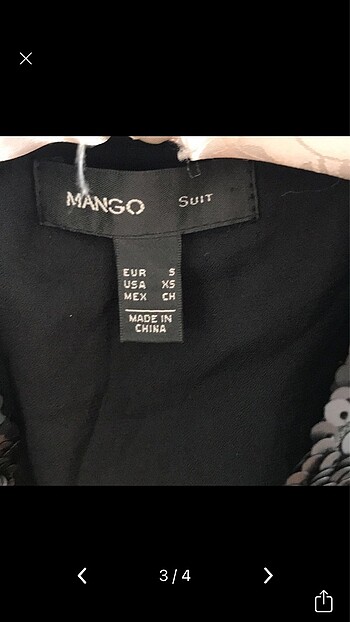 MANGO SUIT
EUR S
USA XS
MEX CH
MADE IN
CHINA
3 / 4